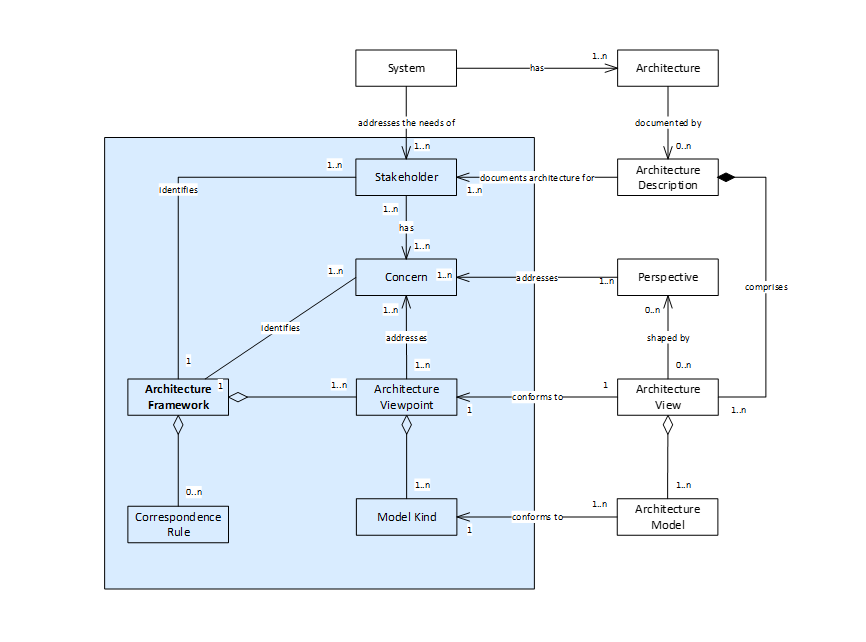 System
has
1..n
Architecture
addresses the needs of
documented by
1..n
0..n
1..n
Stakeholder
documents architecture for
Architecture
Description
identifies
1..n
1..n
has
1..n
1..n
Concern
1..n
addresses
1..n
Perspective
comprises
1..n
0..n
identifies
addresses
shaped by
1
1..n
0..n
Architecture
Framework
1
1..n
Architecture
Viewpoint
conforms to
1
Architecture
View
1
1..n
0..n
1..n
1..n
Correspondence
Rule
Model Kind
conforms to
1..n
Architecture
Model
1